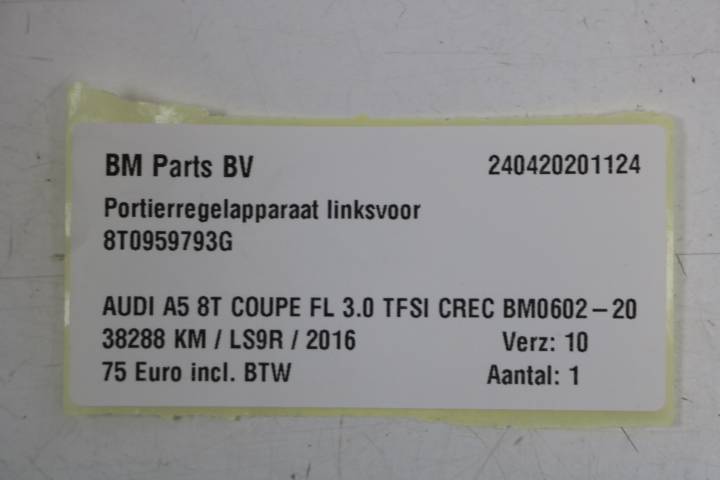 BM Parts BV 240420201124
Portierregelapparaat linksvoor
8T0959793G
AUDI A5 8T COUPE FL 3.0 TFSI CREC BM0602-20
38288 KM / LS9R / 2016 Verz: 10
75 Euro incl. BTW Aantal: 1